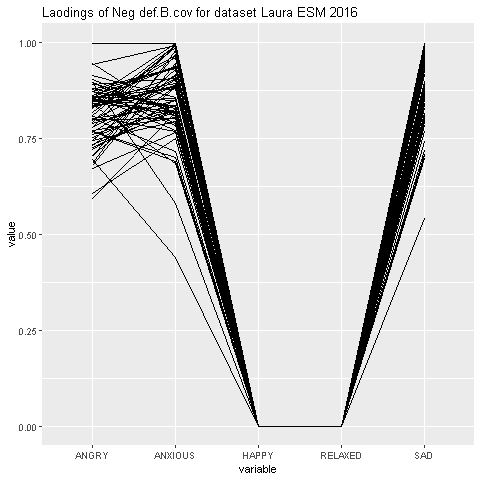 Laodings of Neg def.B.cov for dataset Laura ESM 2016
1.00
0.75
value
0.50
0.25
0.00
ANGRY ANXIOUS HAPPY RELAXED SAD
variable